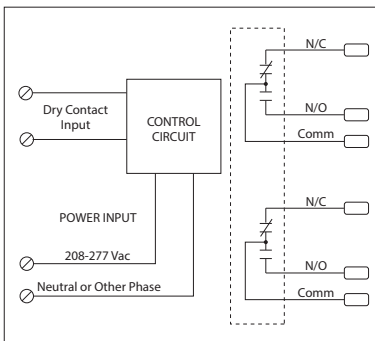 N/C
Dry Contact
Input
CONTROL
CIRCUIT
N/O
Comm
POWER INPUT
208-277 Vac
Neutral or Other Phase
N/C
N/O
Comm